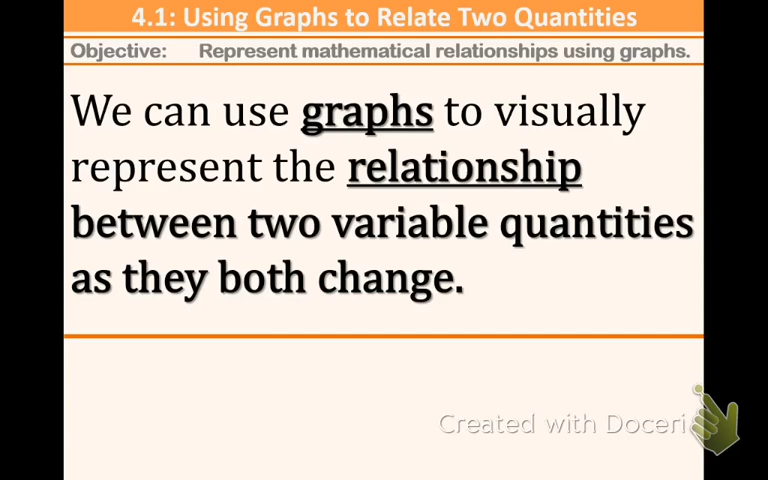 4.1: Using Graphs to Relate Two Quantities
Objective: Represent mathematical relationships using graphs.
We can use graphs to visually
represent the relationship
between two variable quantities
as they both change.
Created with Doceri